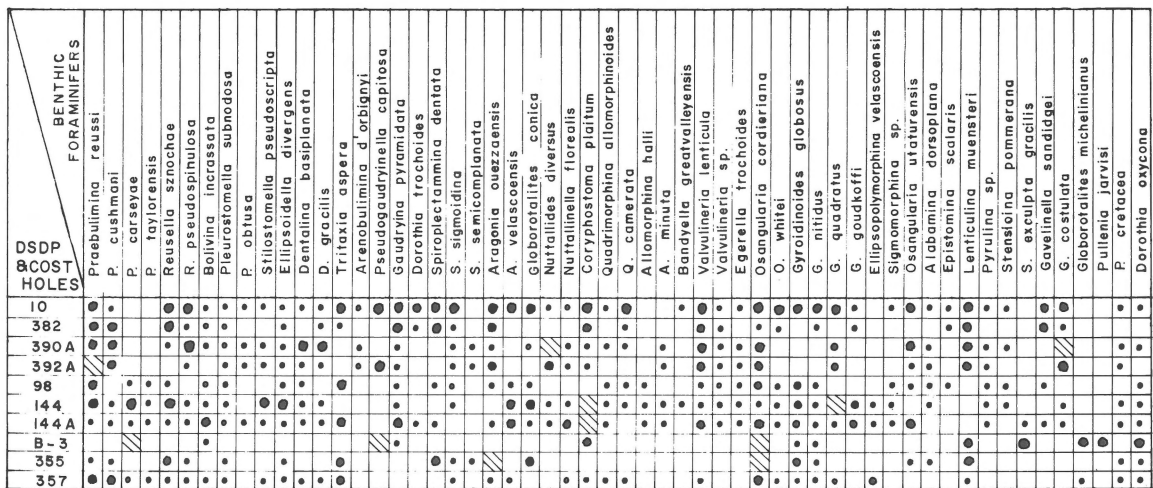 BENTHIC
FORAMINIFERS
DSDP
&COST
HOLES
Praebulimina reussi
P. cushmani
P. carseyae
P. taylorensis
Reusella sznochae
R. pseudospinulosa
Bolivina incrassata
Pleurostomella subnodosa
P. obtusa
Stilostomella pseudoscripta
Ellipsoidella divergens
Dentalina basiplanata
D. gracilis
Tritaxia aspera
Arenobulimina d orbignyi
Pseudogaudryinella capitosa
Gaudryina pyramidata
Dorothia trochoides
Spiroplectammina dentata
S. sigmoidina
S. semicomplanata
Aragonia ouezzaensis
A. velascoensis
Globorotalites conica
Nuttallides diversus
Nuttallinella florealis
Coryphostoma plaitum
Quadrimorphina allomorphinoides
Q. camerata
Allomorphina halli
A. minuta
Bandyella greatvalleyensis
Valvulineria lenticula
Valvulineria sp.
Egerella trochoides
Osangularia cordieriana
O. whitei
Gyroidinoides globosus
G. nitidus
G. quadratus
G. goudkoffi
Ellipsopolymorphina velascoensis
Sigmomorphina sp.
Osangularia utaturensis
Alabamina dorsoplana
Epistomina scalaris
Lenticulina muensteri
Pyrulina sp.
Stensioina pommerana
S. exculpta gracilis
Gavelinella sandidgei
G. costulata
Globorotalites michelinianus
Pullenia jarvisi
P. cretacea
Dorothia oxycona
10
382
390A
392A
98
144
144A
B-3
355
357